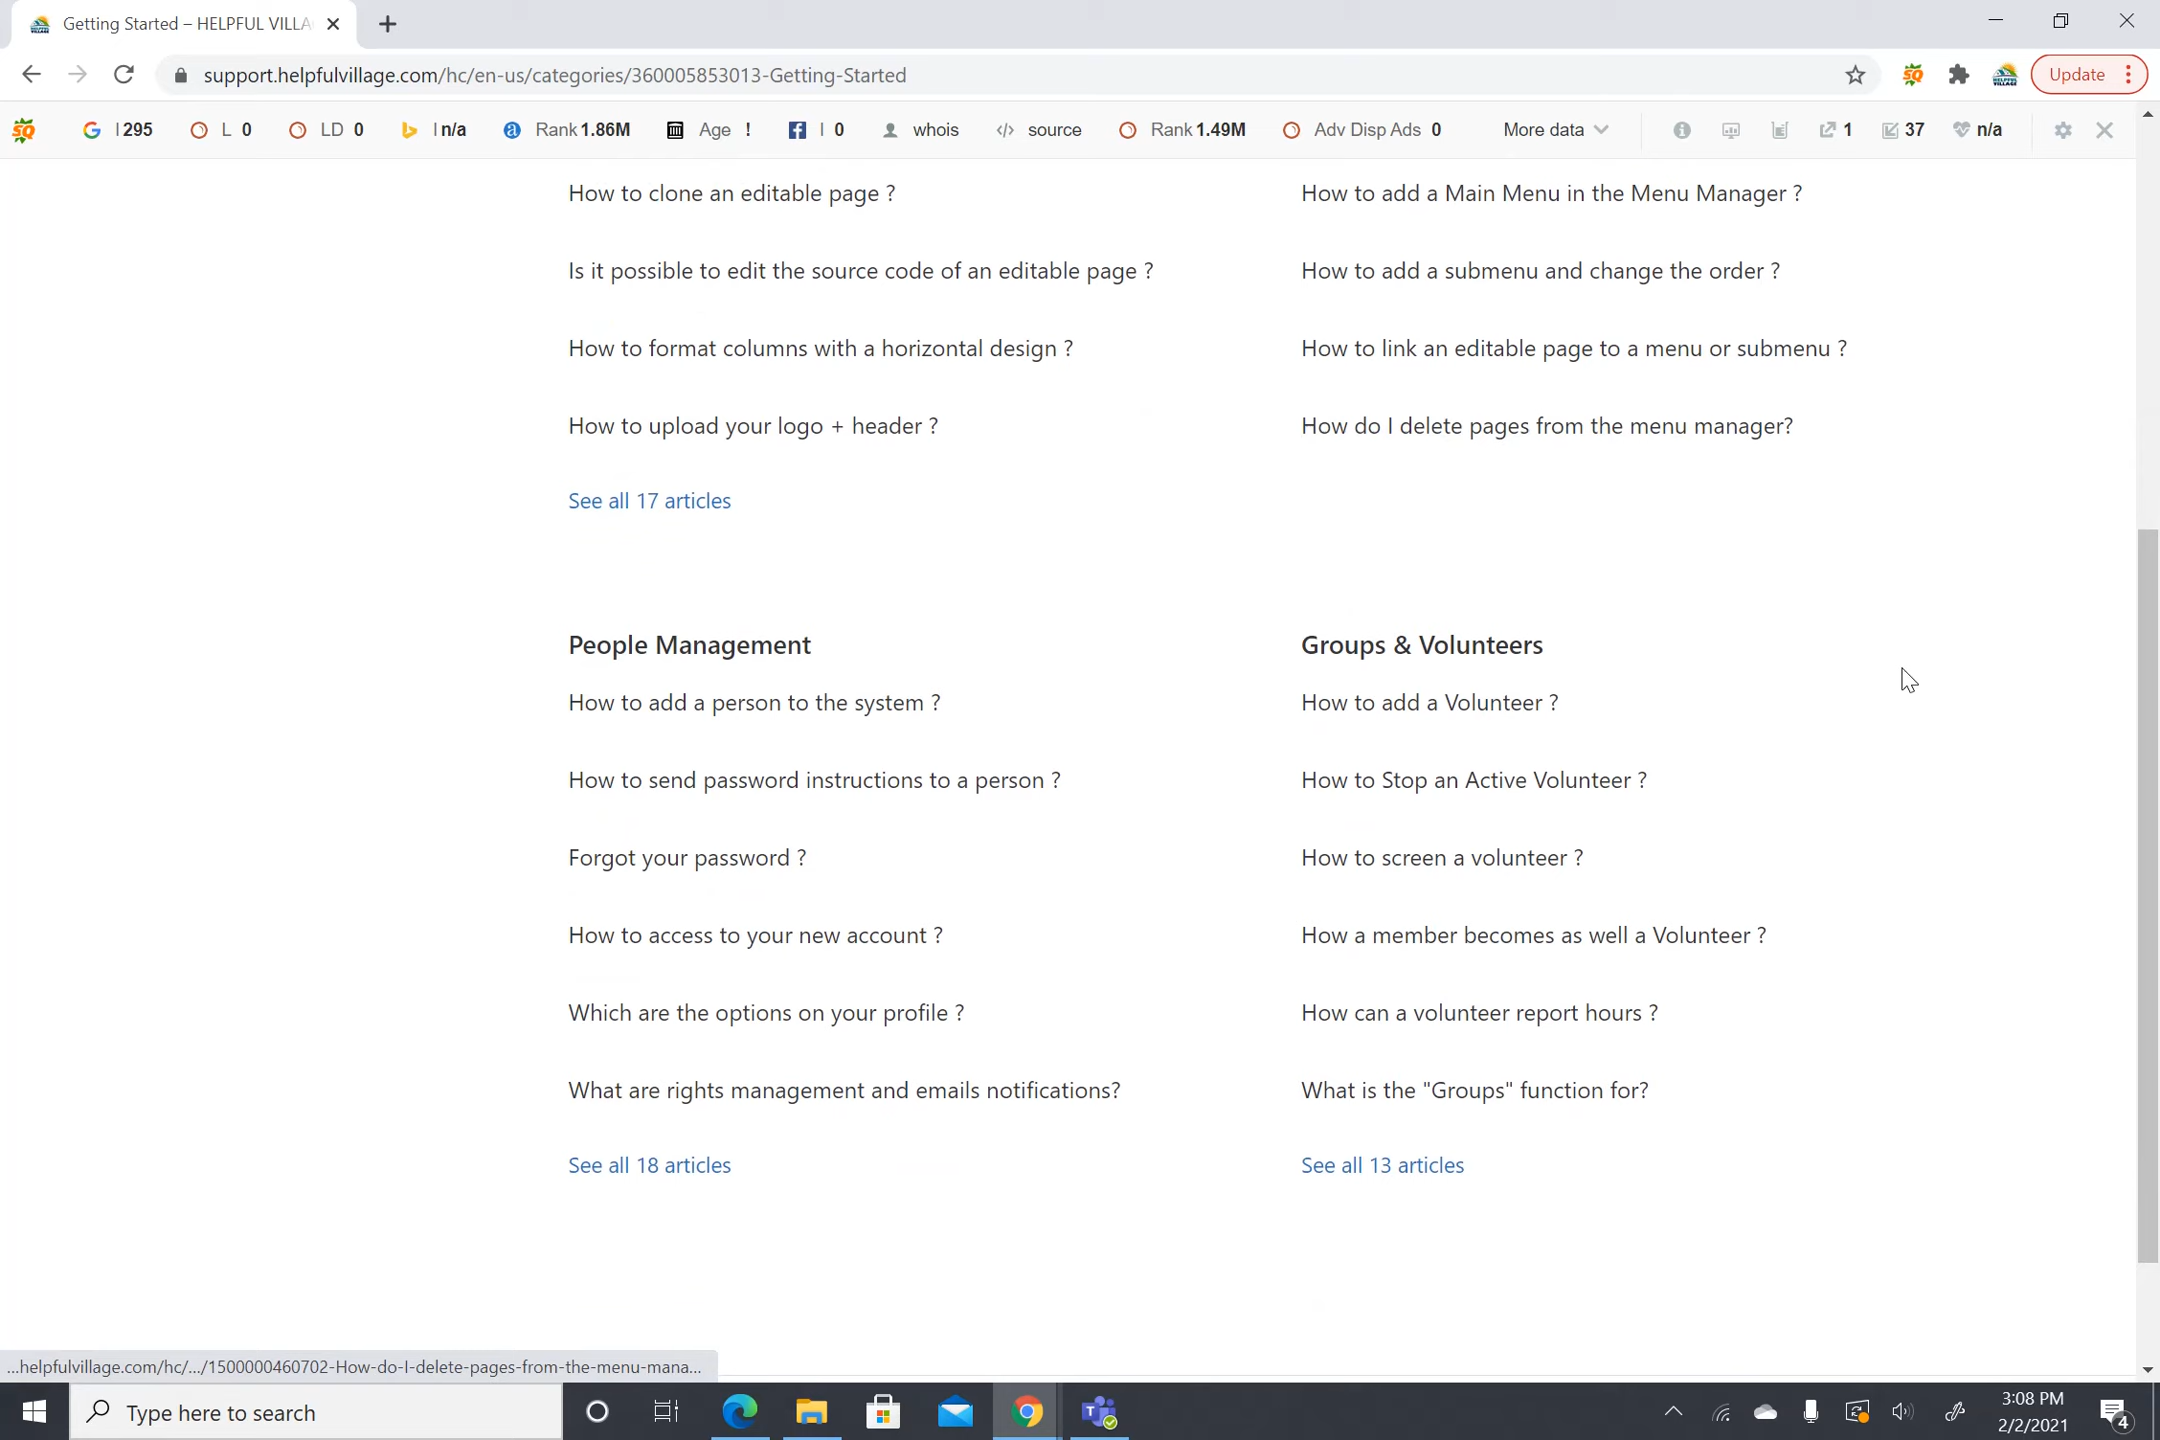 Getting Started – HELPFUL VILLA
support.helpfulvillage.com/hc/en-us/categories/360005853013-Getting-Started
SQ
Update
SQ
I 295
L 0
LD 0
I n/a
Rank 1.86M
Age !
I 0
whois
source
Rank 1.49M
Adv Disp Ads 0
More data
1
37
n/a
How to clone an editable page ?
Is it possible to edit the source code of an editable page ?
How to format columns with a horizontal design ?
How to upload your logo + header ?
See all 17 articles
How to add a Main Menu in the Menu Manager ?
How to add a submenu and change the order ?
How to link an editable page to a menu or submenu ?
How do I delete pages from the menu manager?
People Management
How to add a person to the system ?
How to send password instructions to a person ?
Forgot your password ?
How to access to your new account ?
Which are the options on your profile ?
What are rights management and emails notifications?
See all 18 articles
Groups & Volunteers
How to add a Volunteer ?
How to Stop an Active Volunteer ?
How to screen a volunteer ?
How a member becomes as well a Volunteer ?
How can a volunteer report hours ?
What is the "Groups" function for?
See all 13 articles
...helpfulvillage.com/hc/.../1500000460702-How-do-I-delete-pages-from-the-menu-mana...
Type here to search
3:08 PM
2/2/2021
4